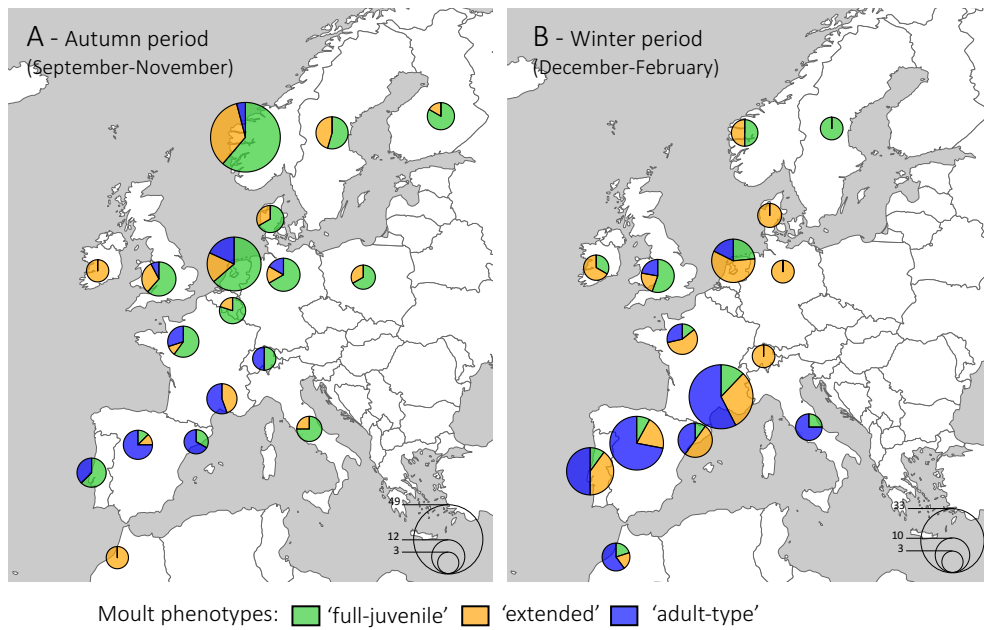 A - Autumn period
(September-November)
49
12
3
B - Winter period
(December-February)
33
10
3
Moult phenotypes: 'full-juvenile' 'extended' 'adult-type'